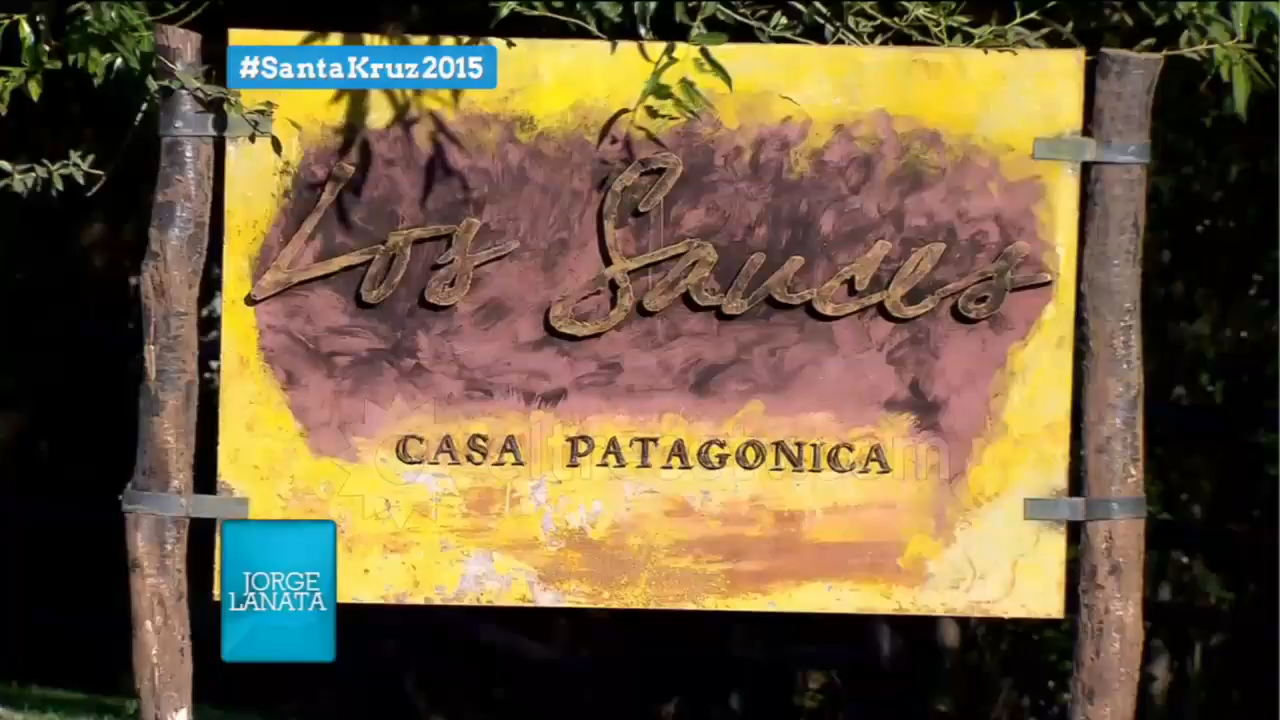 #SantaKruz2015
Los Sauces
CASA PATAGONICA
JORGE
LANATA